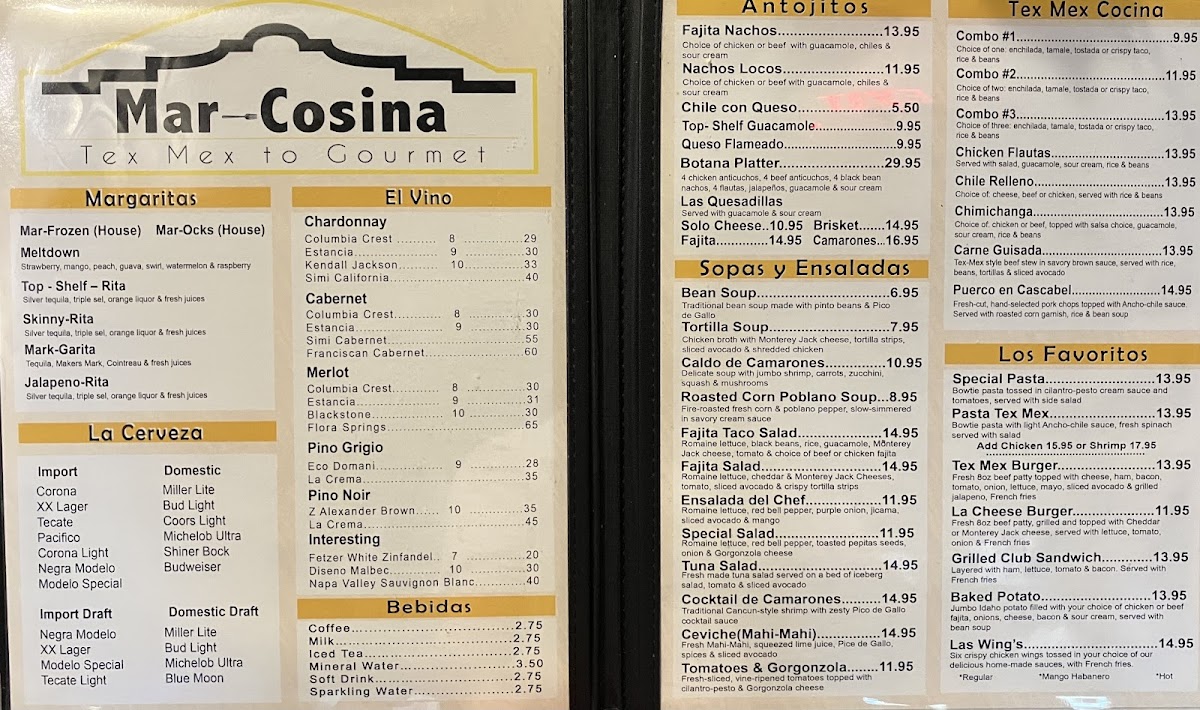 Mar-Cosina
Tex Mex to Gourmet
Margaritas
Mar-Frozen (House) Mar-Ocks (House)
Meltdown
Strawberry, mango, peach, guava, swirl, watermelon & raspberry
Top - Shelf – Rita
Silver tequila, triple sel, orange liquor & fresh juices
Skinny-Rita
Silver tequila, triple sel, orange liquor & fresh juices
Mark-Garita
Tequila, Makers Mark, Cointreau & fresh juices
Jalapeno-Rita
Silver tequila, triple sel, orange liquor & fresh juices
La Cerveza
Import Domestic
Corona Miller Lite
XX Lager Bud Light
Tecate Coors Light
Pacifico Michelob Ultra
Corona Light Shiner Bock
Negra Modelo Budweiser
Modelo Special
Import Draft Domestic Draft
Negra Modelo Miller Lite
XX Lager Bud Light
Modelo Special Michelob Ultra
Tecate Light Blue Moon
El Vino
Chardonnay
Columbia Crest .......... 8 ...............29
Estancia................... 9 ...............30
Kendall Jackson......... 10...............33
Simi California...............................40
Cabernet
Columbia Crest.......... 8 ...............30
Estancia................... 9 ...............30
Simi Cabernet...............................55
Franciscan Cabernet......................60
Merlot
Columbia Crest.......... 8 ...............30
Estancia................... 9 ...............31
Blackstone................ 10 ..............30
Flora Springs................................65
Pino Grigio
Eco Domani............... 9 ...............28
La Crema.....................................35
Pino Noir
Z Alexander Brown...... 10 ..............35
La Crema.....................................45
Interesting
Fetzer White Zinfandel.. 7 ..............20
Diseno Malbec........... 10 ..............30
Napa Valley Sauvignon Blanc...........40
Bebidas
Coffee..............................2.75
Milk.................................2.75
Iced Tea...........................2.75
Mineral Water....................3.50
Soft Drink.........................2.75
Sparkling Water.................2.75
Antojitos
Fajita Nachos..........................13.95
Choice of chicken or beef with guacamole, chiles &
sour cream
Nachos Locos.........................11.95
Choice of chicken or beef with guacamole, chiles &
sour cream
Chile con Queso.......................5.50
Top- Shelf Guacamole....................9.95
Queso Flameado...........................9.95
Botana Platter..........................29.95
4 chicken anticuchos, 4 beef anticuchos, 4 black bean
nachos, 4 flautas, jalapeños, guacamole & sour cream
Las Quesadillas
Served with guacamole & sour cream
Solo Cheese..10.95 Brisket......14.95
Fajita............14.95 Camarones...16.95
Sopas y Ensaladas
Bean Soup..............................6.95
Traditional bean soup made with pinto beans & Pico
de Gallo
Tortilla Soup............................7.95
Chicken broth with Monterey Jack cheese, tortilla strips,
sliced avocado & shredded chicken
Caldo de Camarones..............10.95
Delicate soup with jumbo shrimp, carrots, zucchini,
squash & mushrooms
Roasted Corn Poblano Soup...8.95
Fire-roasted fresh corn & poblano pepper, slow-simmered
in savory cream sauce
Fajita Taco Salad....................14.95
Romaine lettuce, black beans, rice, guacamole, Monterey
Jack cheese, tomato & choice of beef or chicken fajita
Fajita Salad............................14.95
Romaine lettuce, cheddar & Monterey Jack Cheeses,
tomato, sliced avocado & crispy tortilla strips
Ensalada del Chef...................11.95
Romaine lettuce, red bell pepper, purple onion, jicama,
sliced avocado & mango
Special Salad.........................11.95
Romaine lettuce, red bell pepper, toasted pepitas seeds,
onion & Gorgonzola cheese
Tuna Salad.............................14.95
Fresh made tuna salad served on a bed of iceberg
salad, tomato & sliced avocado
Cocktail de Camarones..........14.95
Traditional Cancun-style shrimp with zesty Pico de Gallo
cocktail sauce
Ceviche(Mahi-Mahi)................14.95
Fresh Mahi-Mahi, squeezed lime juice, Pice de Gallo,
spices & sliced avocado
Tomatoes & Gorgonzola........11.95
Fresh-sliced, vine-ripened tomatoes topped with
cilantro-pesto & Gorgonzola cheese
Tex Mex Cocina
Combo #1......................................9.95
Choice of one: enchilada, tamale, tostada or crispy taco,
rice & beans
Combo #2....................................11.95
Choice of two: enchilada, tamale, tostada or crispy taco,
rice & beans
Combo #3....................................13.95
Choice of three: enchilada, tamale, tostada or crispy taco,
rice & beans
Chicken Flautas............................13.95
Served with salad, guacamole, sour cream, rice & beans
Chile Relleno................................13.95
Choice of: cheese, beef or chicken, served with rice & beans
Chimichanga................................13.95
Choice of: chicken or beef, topped with salsa choice, guacamole,
sour cream, rice & beans
Carne Guisada..............................13.95
Tex-Mex style beef stew in savory brown sauce, served with rice,
beans, tortillas & sliced avocado
Puerco en Cascabel.......................14.95
Fresh-cut, hand-selected pork chops topped with Ancho-chile sauce.
Served with roasted corn garnish, rice & bean soup
Los Favoritos
Special Pasta..........................13.95
Bowtie pasta tossed in cilantro-pesto cream sauce and
tomatoes, served with side salad
Pasta Tex Mex.........................13.95
Bowtie pasta with light Ancho-chile sauce, fresh spinach
served with salad
Add Chicken 15.95 or Shrimp 17.95
Tex Mex Burger.......................13.95
Fresh 8oz beef patty topped with cheese, ham, bacon,
tomato, onion, lettuce, mayo, sliced avocado & grilled
jalapeno, French fries
La Cheese Burger....................11.95
Fresh 8oz beef patty, grilled and topped with Cheddar
or Monterey Jack cheese, served with lettuce, tomato,
onion & French fries
Grilled Club Sandwich.............13.95
Layered with ham, lettuce, tomato & bacon. Served with
French fries
Baked Potato...........................13.95
Jumbo Idaho potato filled with your choice of chicken or beef
fajita, onions, cheese, bacon & sour cream, served with
bean soup
Las Wing's...............................14.95
Six crispy chicken wings tossed in your choice of our
delicious home-made sauces, with French fries.
*Regular *Mango Habanero *Hot